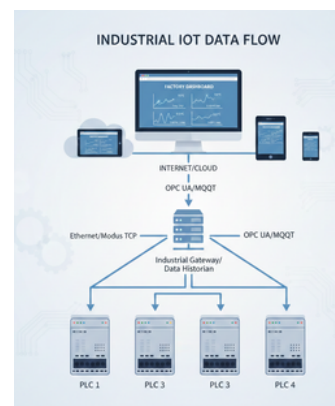 INDUSTRIAL IOT DATA FLOW
FACTORY DASHBOARD
INTERNET/CLOUD
OPC UA/MQQT
Ethernet/Modus TCP
OPC UA/MQQT
Industrial Gateway/
Data Historian
PLC 1
PLC 3
PLC 3
PLC 4